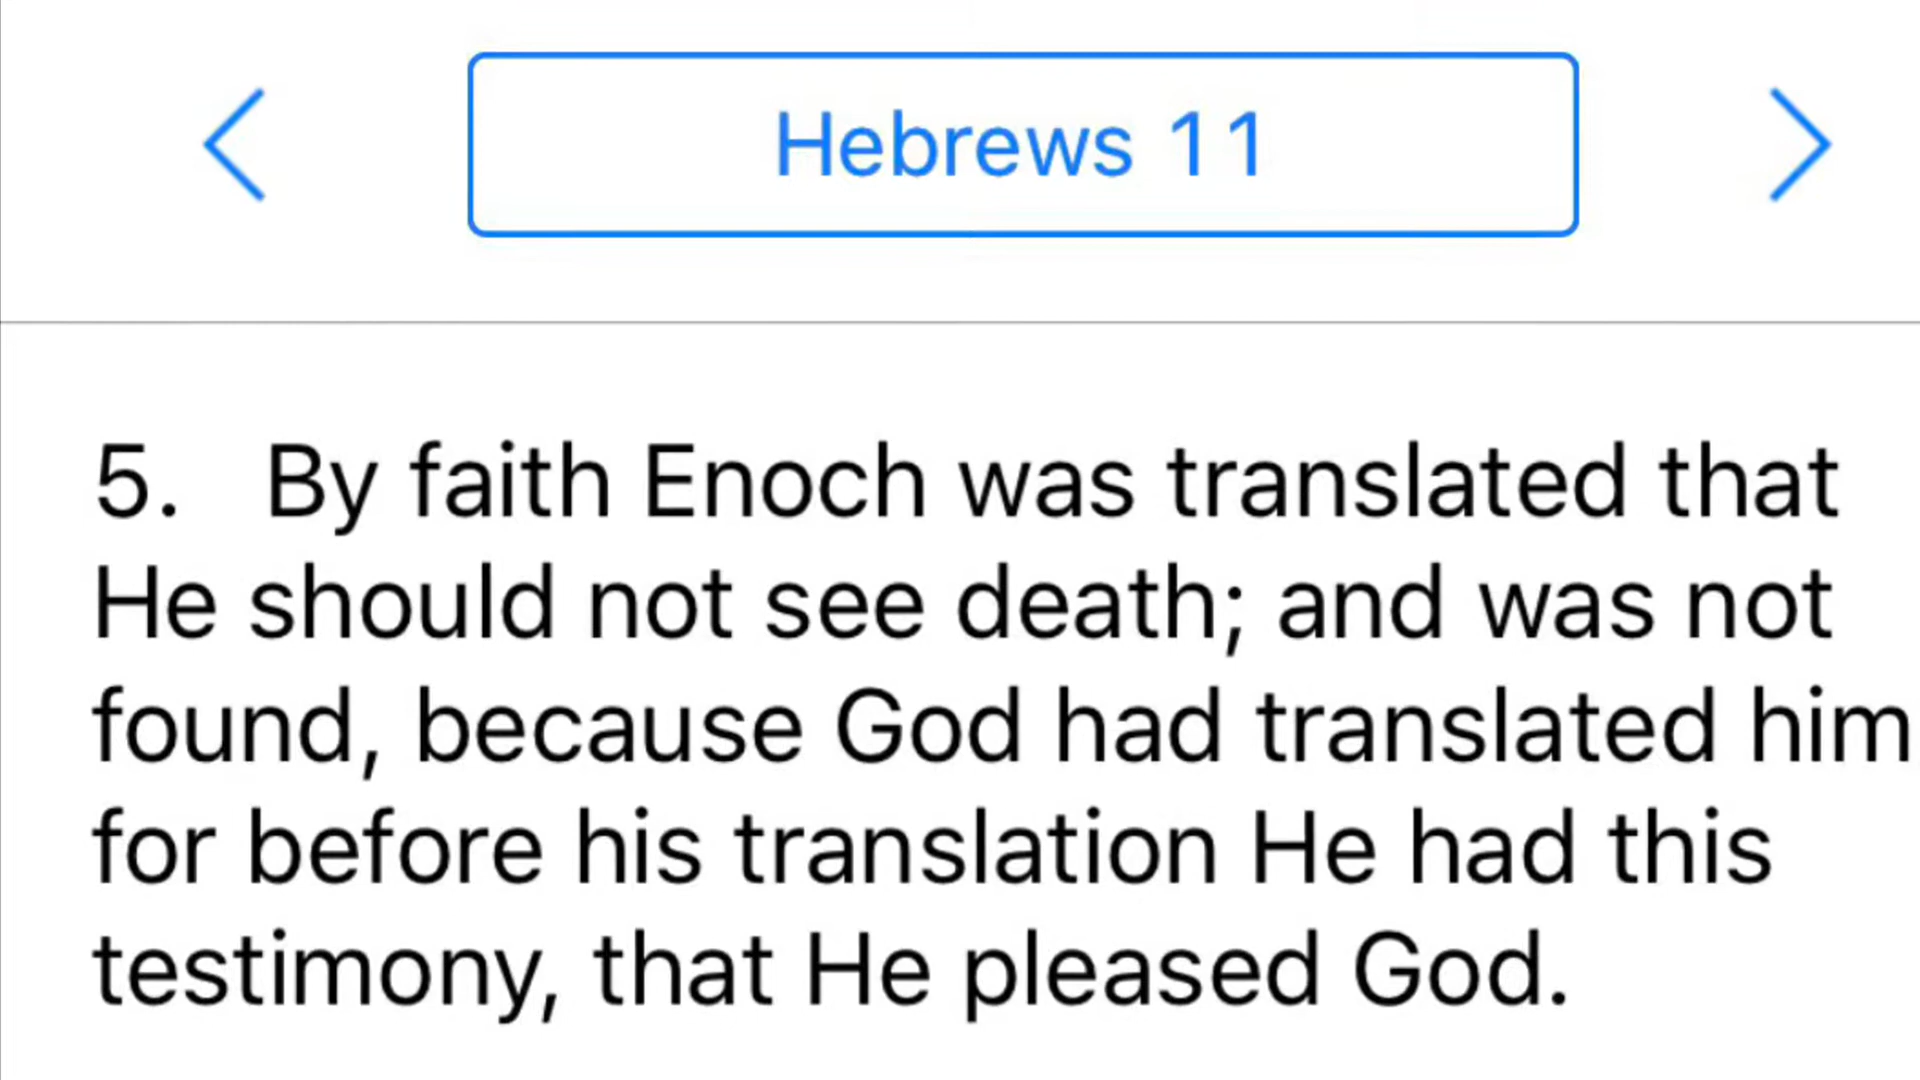 Hebrews 11
5. By faith Enoch was translated that
He should not see death; and was not
found, because God had translated him
for before his translation He had this
testimony, that He pleased God.